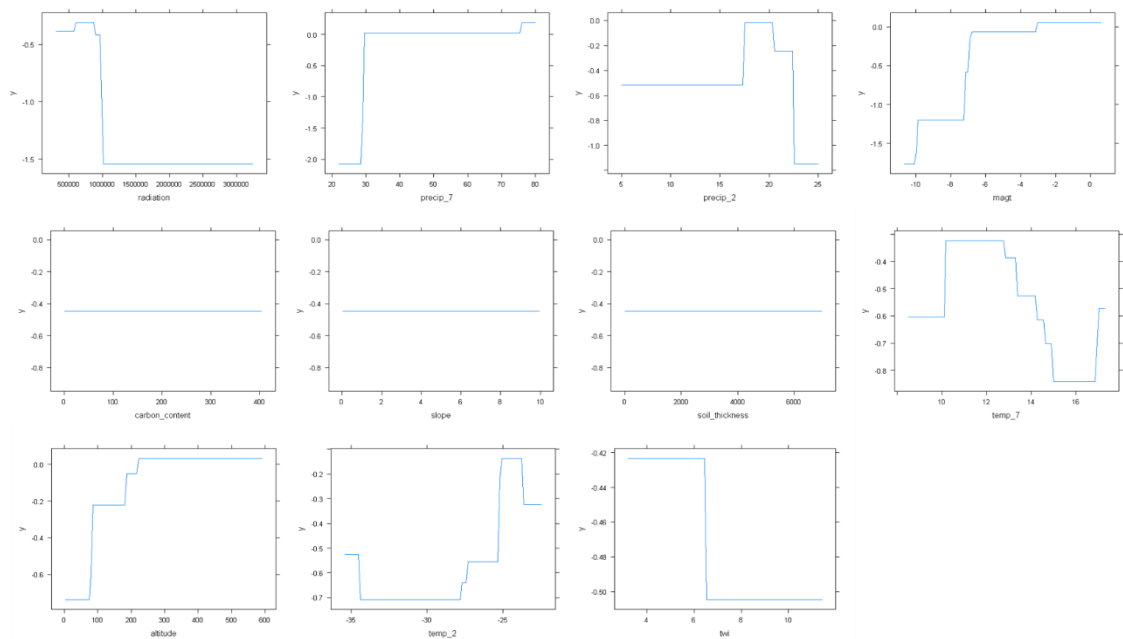 -0.5
-1.0
-1.5
y
500000 1000000 1500000 2000000 2500000 3000000
radiation
0.0
-0.5
-1.0
-1.5
-2.0
y
20 30 40 50 60 70 80
precip_7
0.0
-0.2
-0.4
-0.6
-0.8
-1.0
y
5 10 15 20 25
precip_2
0.0
-0.5
-1.0
-1.5
y
-10 -8 -6 -4 -2 0
magt
0.0
-0.2
-0.4
-0.6
-0.8
y
0 100 200 300 400
carbon_content
0.0
-0.2
-0.4
-0.6
-0.8
y
0 2 4 6 8 10
slope
0.0
-0.2
-0.4
-0.6
-0.8
y
0 2000 4000 6000
soil_thickness
-0.4
-0.5
-0.6
-0.7
-0.8
y
10 12 14 16
temp_7
0.0
-0.2
-0.4
-0.6
y
0 100 200 300 400 500 600
altitude
-0.2
-0.3
-0.4
-0.5
-0.6
-0.7
y
-35 -30 -25
temp_2
-0.42
-0.44
-0.46
-0.48
-0.50
y
4 6 8 10
twi